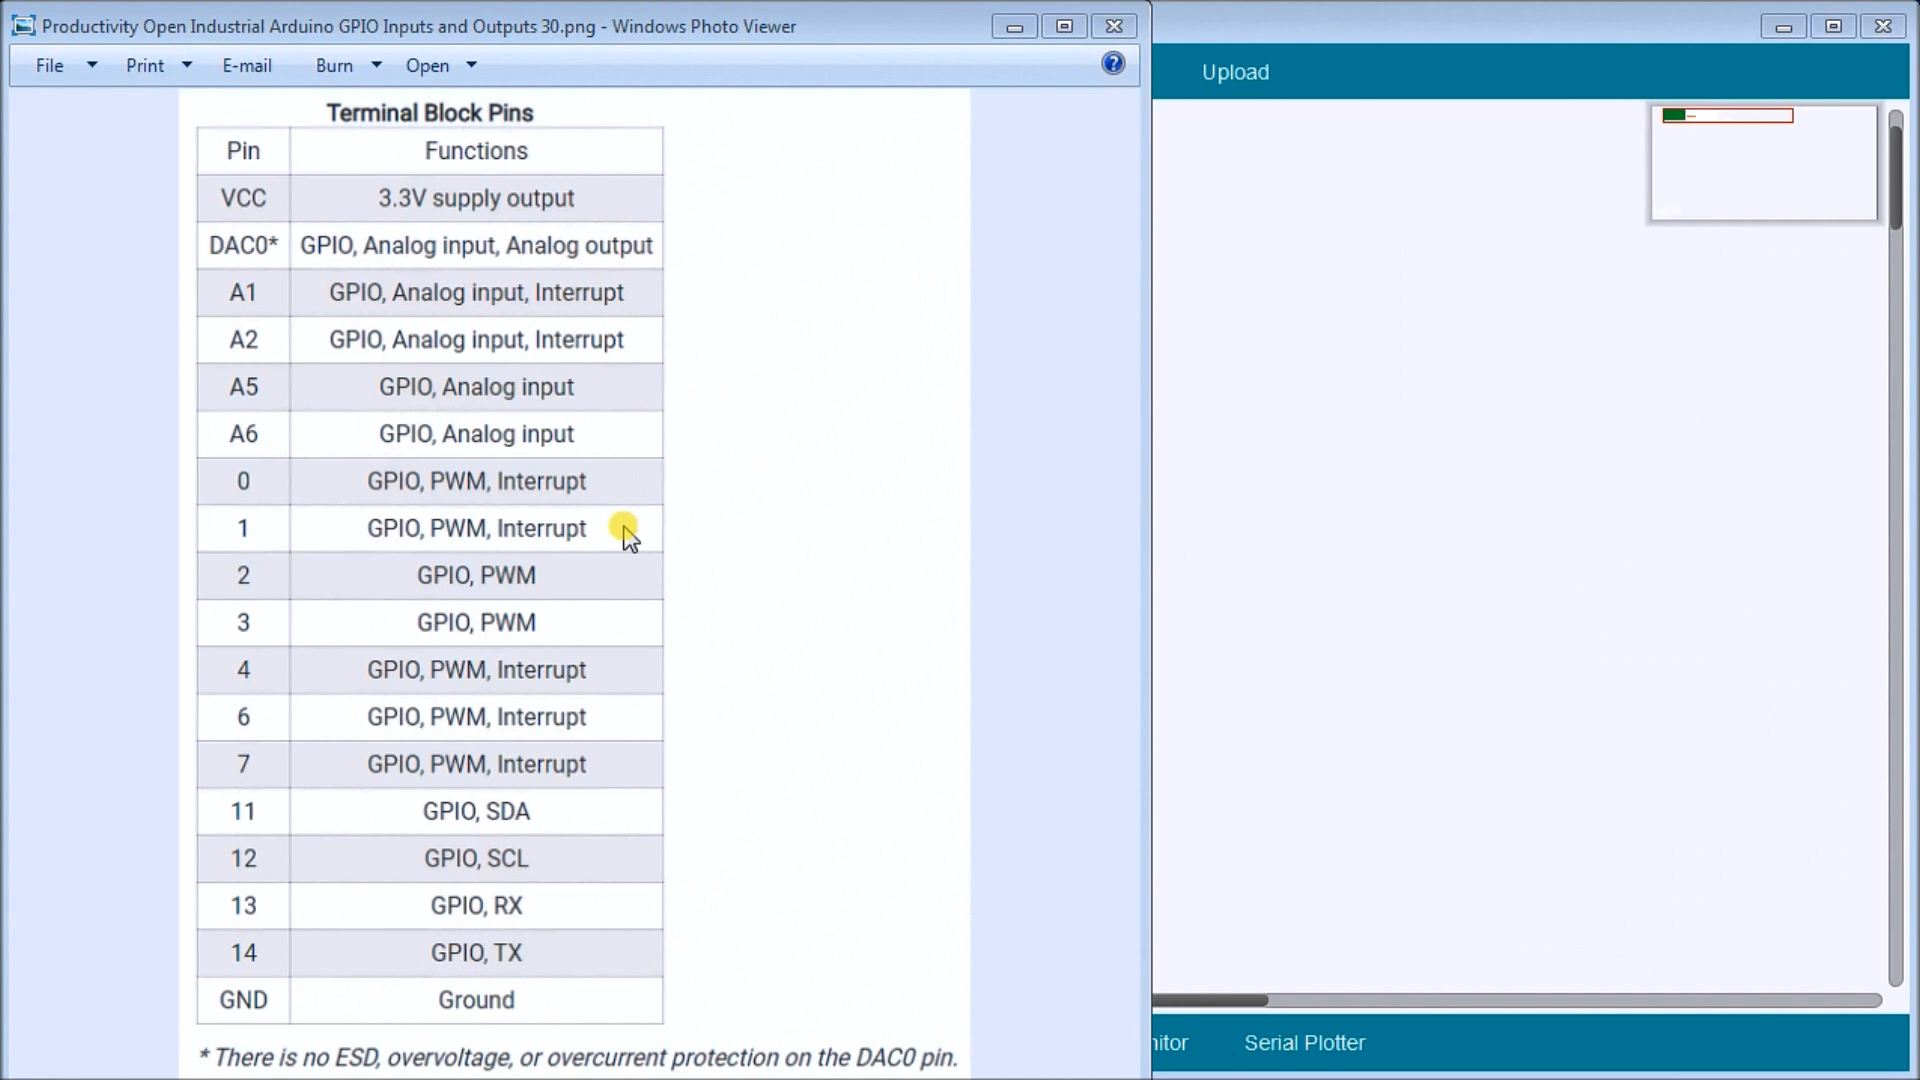 Productivity Open Industrial Arduino GPIO Inputs and Outputs 30.png - Windows Photo Viewer
File Print E-mail Burn Open
Upload
Terminal Block Pins
Pin Functions
VCC 3.3V supply output
DAC0* GPIO, Analog input, Analog output
A1 GPIO, Analog input, Interrupt
A2 GPIO, Analog input, Interrupt
A5 GPIO, Analog input
A6 GPIO, Analog input
0 GPIO, PWM, Interrupt
1 GPIO, PWM, Interrupt
2 GPIO, PWM
3 GPIO, PWM
4 GPIO, PWM, Interrupt
6 GPIO, PWM, Interrupt
7 GPIO, PWM, Interrupt
11 GPIO, SDA
12 GPIO, SCL
13 GPIO, RX
14 GPIO, TX
GND Ground
* There is no ESD, overvoltage, or overcurrent protection on the DAC0 pin.
nitor Serial Plotter